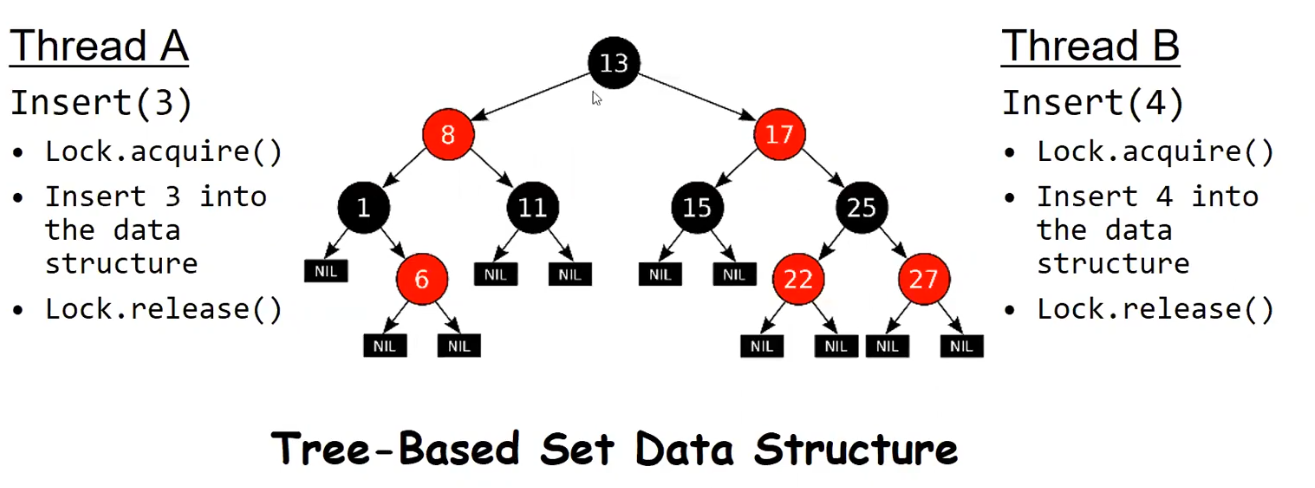 Thread A
Insert(3)
• Lock.acquire()
• Insert 3 into
the data
structure
• Lock.release()
13
8
17
1
11
15
25
NIL
6
NIL
NIL
NIL
NIL
22
27
NIL
NIL
NIL
NIL
NIL
NIL
Thread B
Insert(4)
• Lock.acquire()
• Insert 4 into
the data
structure
• Lock.release()
Tree-Based Set Data Structure